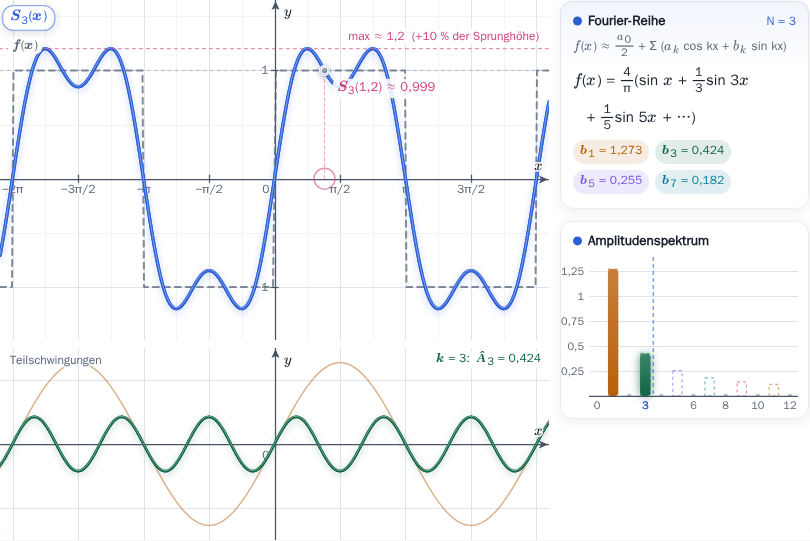 S₃(x)
y
f(x)
max ≈ 1,2 (+10 % der Sprunghöhe)
1
S₃(1,2) ≈ 0,999
x
−2π −3π/2 −π −π/2 0 π/2 π 3π/2
−1
Teilschwingungen
y
k = 3: Â₃ = 0,424
x
0
Fourier-Reihe N = 3
f(x) ≈ a₀/2 + Σ (aₖ cos kx + bₖ sin kx)
f(x) = 4/π(sin x + 1/3 sin 3x
+ 1/5 sin 5x + ⋯)
b₁ = 1,273 b₃ = 0,424
b₅ = 0,255 b₇ = 0,182
Amplitudenspektrum
1,25
1
0,75
0,5
0,25
0 3 6 8 10 12